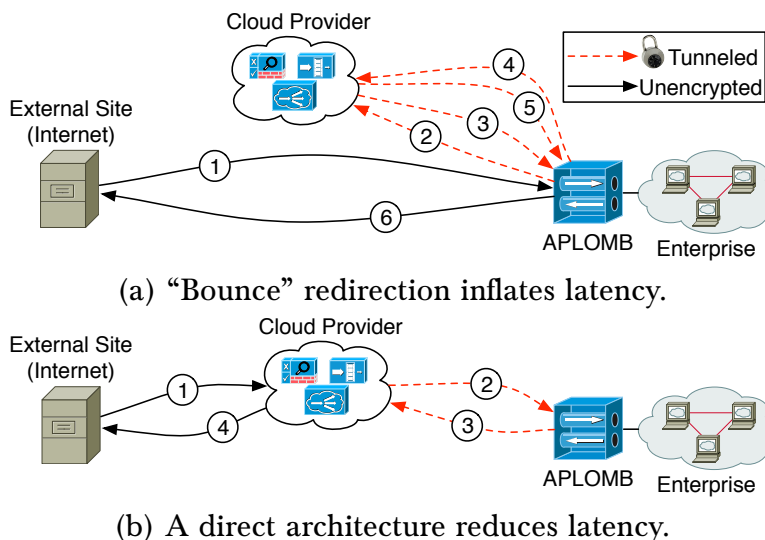 Cloud Provider
4
Tunneled
Unencrypted
External Site
(Internet)
5
3
2
1
6
APLOMB
Enterprise
(a) “Bounce” redirection inflates latency.
Cloud Provider
External Site
(Internet)
1
2
4
3
APLOMB
Enterprise
(b) A direct architecture reduces latency.